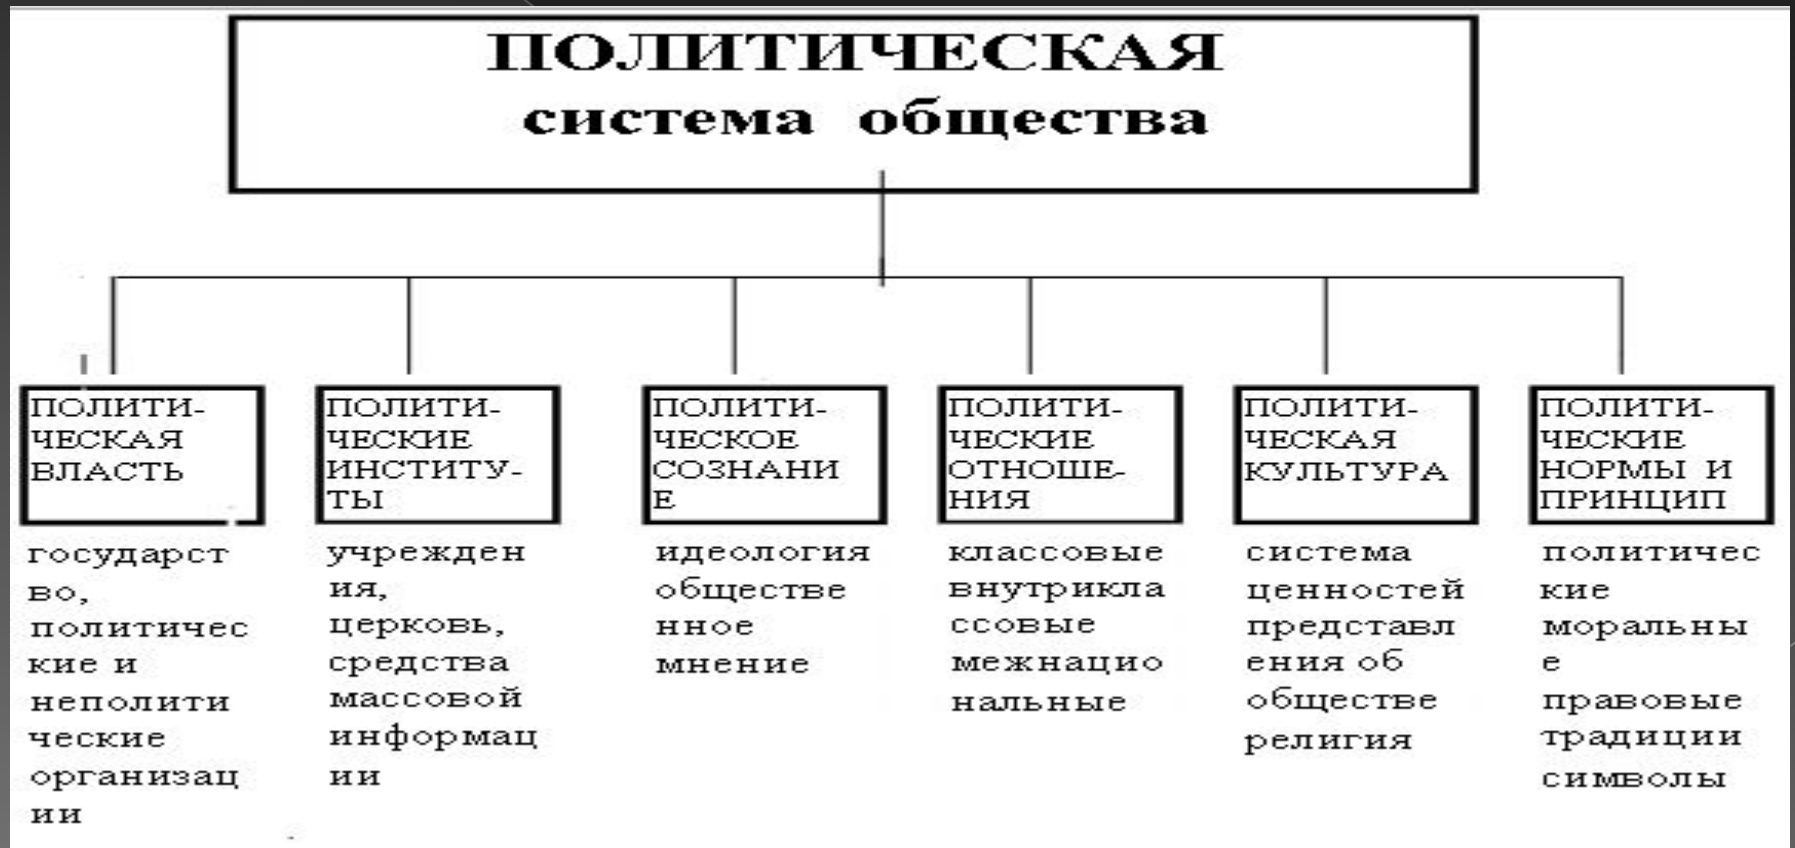 ПОЛИТИЧЕСКАЯ
система общества
ПОЛИТИ-
ЧЕСКАЯ
ВЛАСТЬ
государст
во,
политичес
кие и
неполити
ческие
организац
ии
ПОЛИТИ-
ЧЕСКИЕ
ИНСТИТУ-
ТЫ
учрежден
ия,
церковь,
средства
массовой
информац
ии
ПОЛИТИ-
ЧЕСКОЕ
СОЗНАНИ
Е
идеология
обществе
нное
мнение
ПОЛИТИ-
ЧЕСКИЕ
ОТНОШЕ-
НИЯ
классовые
внутрикла
ссовые
межнацио
нальные
ПОЛИТИ-
ЧЕСКАЯ
КУЛЬТУРА
система
ценностей
представл
ения об
обществе
религия
ПОЛИТИ-
ЧЕСКИЕ
НОРМЫ И
ПРИНЦИП
политичес
кие
моральны
е
правовые
традиции
символы